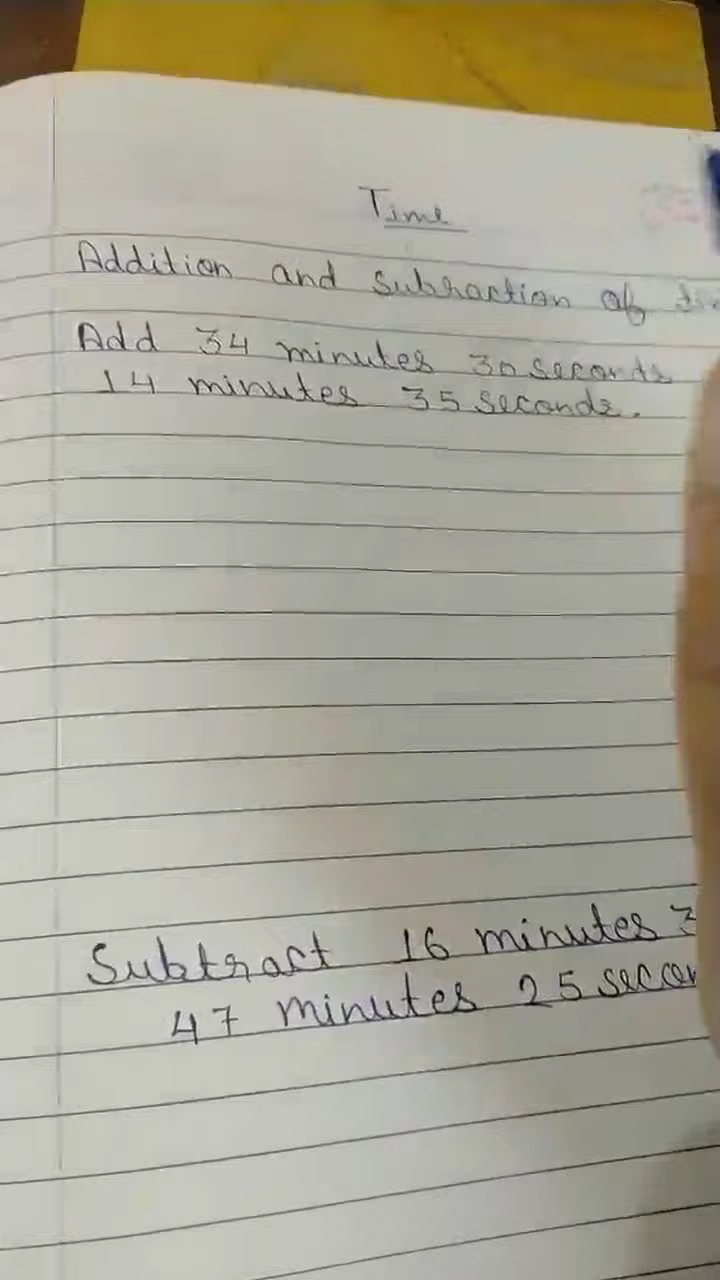 Time
Addition and subtraction of
Add 34 minutes 30 seconds
14 minutes 35 seconds.
Subtract 16 minutes
47 minutes 25